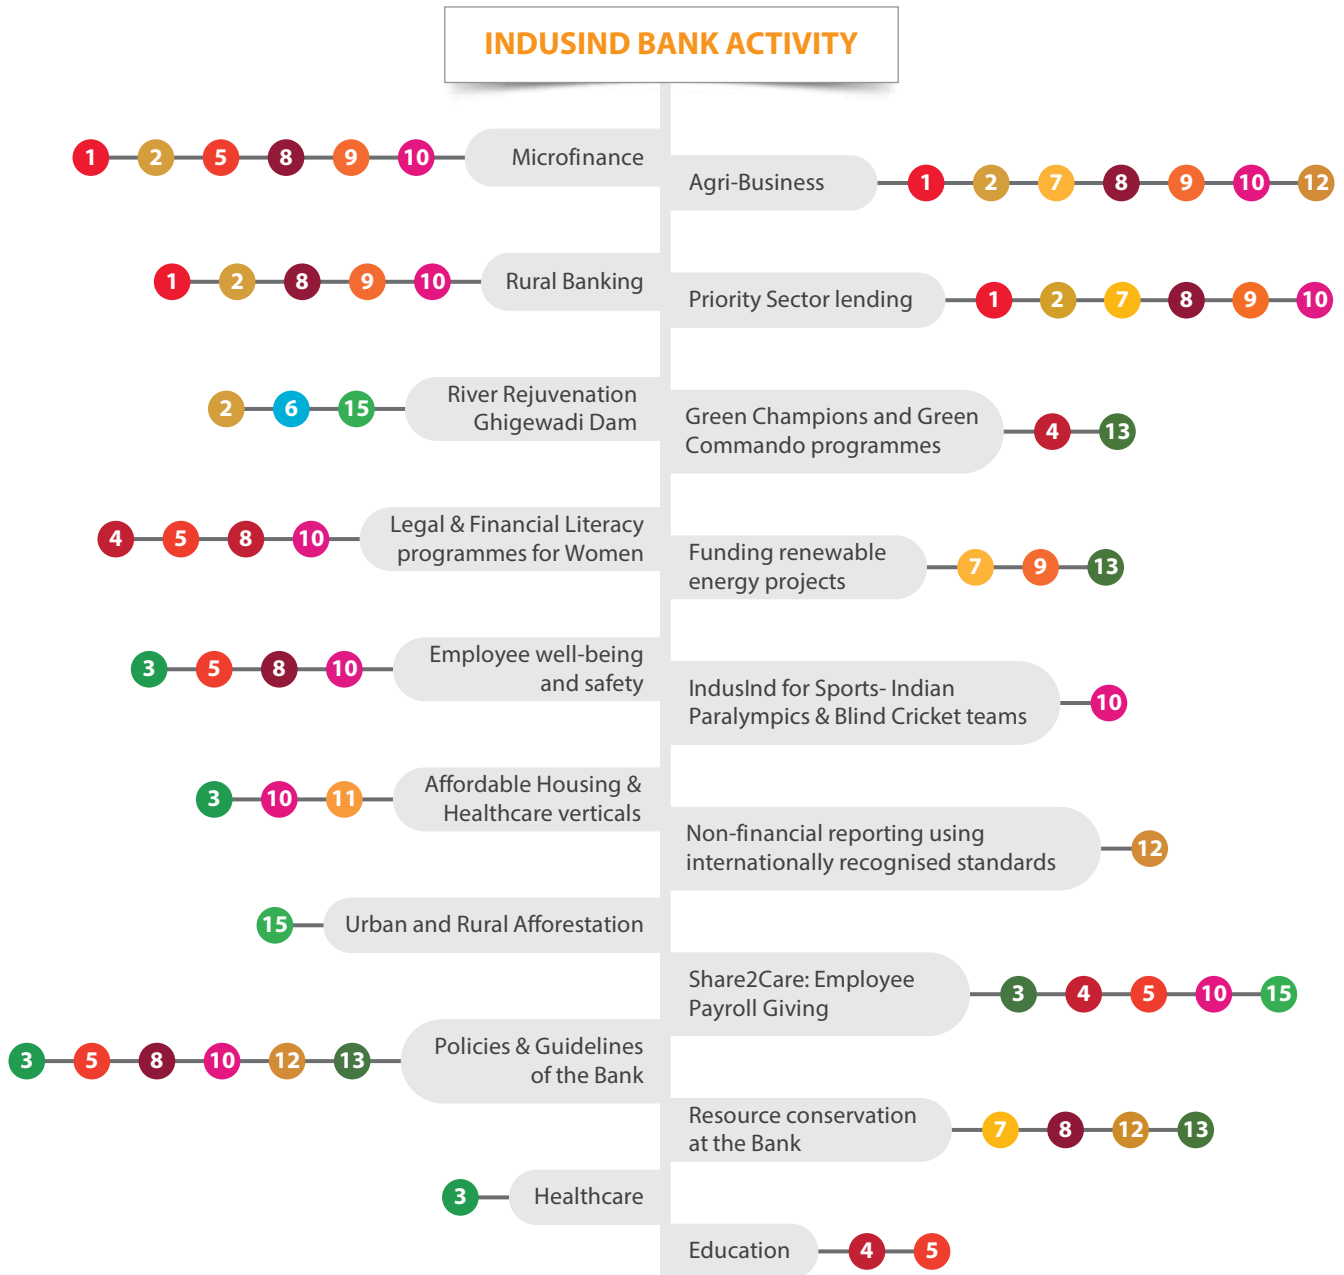 INDUSIND BANK ACTIVITY
1 2 5 8 9 10 Microfinance
Agri-Business 1 2 7 8 9 10 12
1 2 8 9 10 Rural Banking
Priority Sector lending 1 2 7 8 9 10
River Rejuvenation
2 6 15 Ghigewadi Dam
Green Champions and Green
Commando programmes 4 13
Legal & Financial Literacy
4 5 8 10 programmes for Women
Funding renewable
energy projects 7 9 13
Employee well-being
3 5 8 10 and safety
IndusInd for Sports- Indian
Paralympics & Blind Cricket teams 10
Affordable Housing &
3 10 11 Healthcare verticals
Non-financial reporting using
internationally recognised standards 12
15 Urban and Rural Afforestation
Share2Care: Employee
Payroll Giving 3 4 5 10 15
Policies & Guidelines
3 5 8 10 12 13 of the Bank
Resource conservation
at the Bank 7 8 12 13
3 Healthcare
Education 4 5